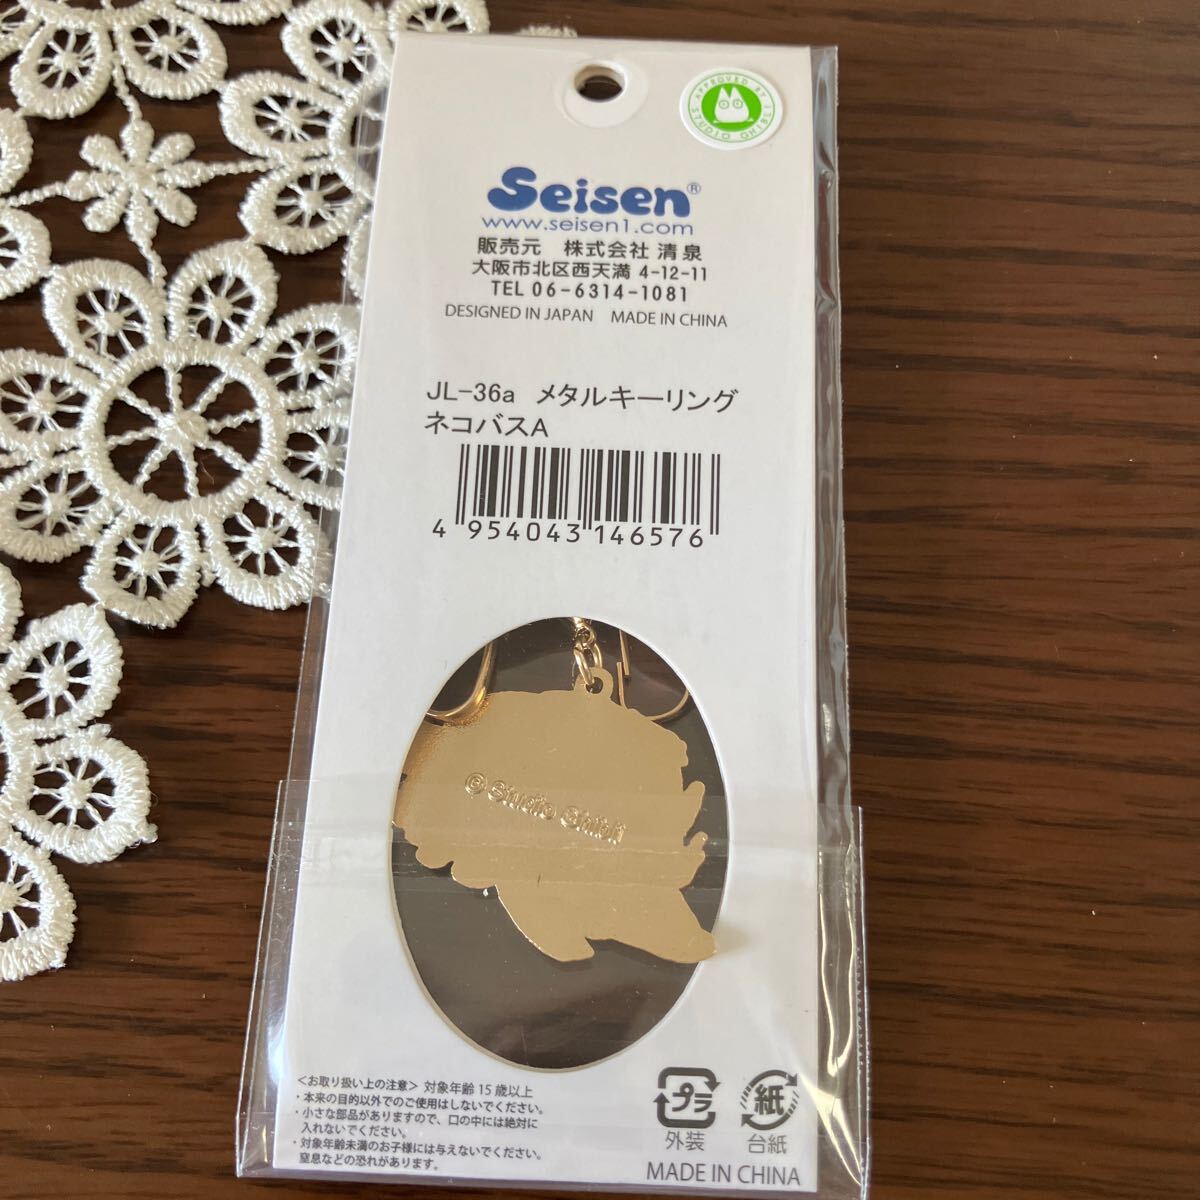 APPROVED BY STUDIO GHIBLI
Seisen®
www.seisen1.com
販売元 株式会社 清泉
大阪市北区西天満 4-12-11
TEL 06-6314-1081
DESIGNED IN JAPAN MADE IN CHINA
JL-36a メタルキーリング
ネコバスA
4 954043 146576
© Studio Ghibli
＜お取り扱い上の注意＞ 対象年齢 15 歳以上
・本来の目的以外でのご使用はしないでください。
・小さな部品がありますので、口の中には絶対に
入れないでください。
・対象年齢未満のお子様には与えないでください。
窒息などの恐れがあります。
プラ
外装
紙
台紙
MADE IN CHINA